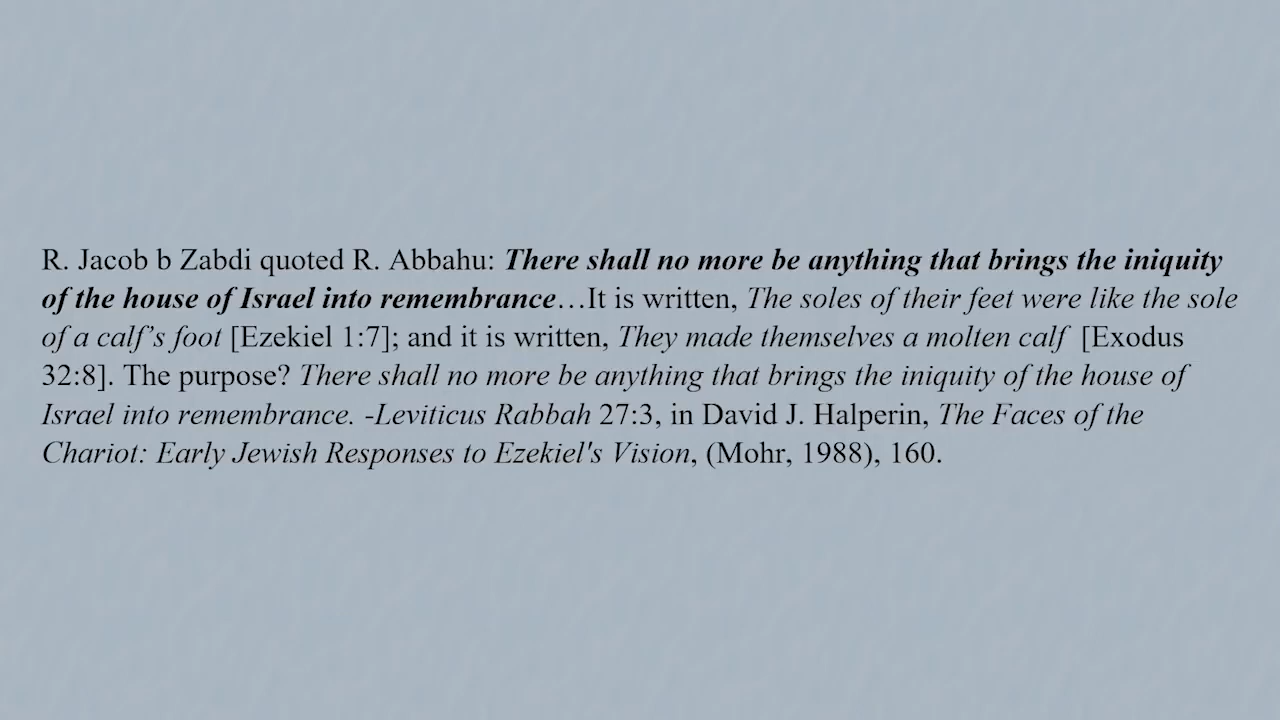 R. Jacob b Zabdi quoted R. Abbahu: There shall no more be anything that brings the iniquity
of the house of Israel into remembrance…It is written, The soles of their feet were like the sole
of a calf’s foot [Ezekiel 1:7]; and it is written, They made themselves a molten calf  [Exodus
32:8]. The purpose? There shall no more be anything that brings the iniquity of the house of
Israel into remembrance. -Leviticus Rabbah 27:3, in David J. Halperin, The Faces of the
Chariot: Early Jewish Responses to Ezekiel's Vision, (Mohr, 1988), 160.